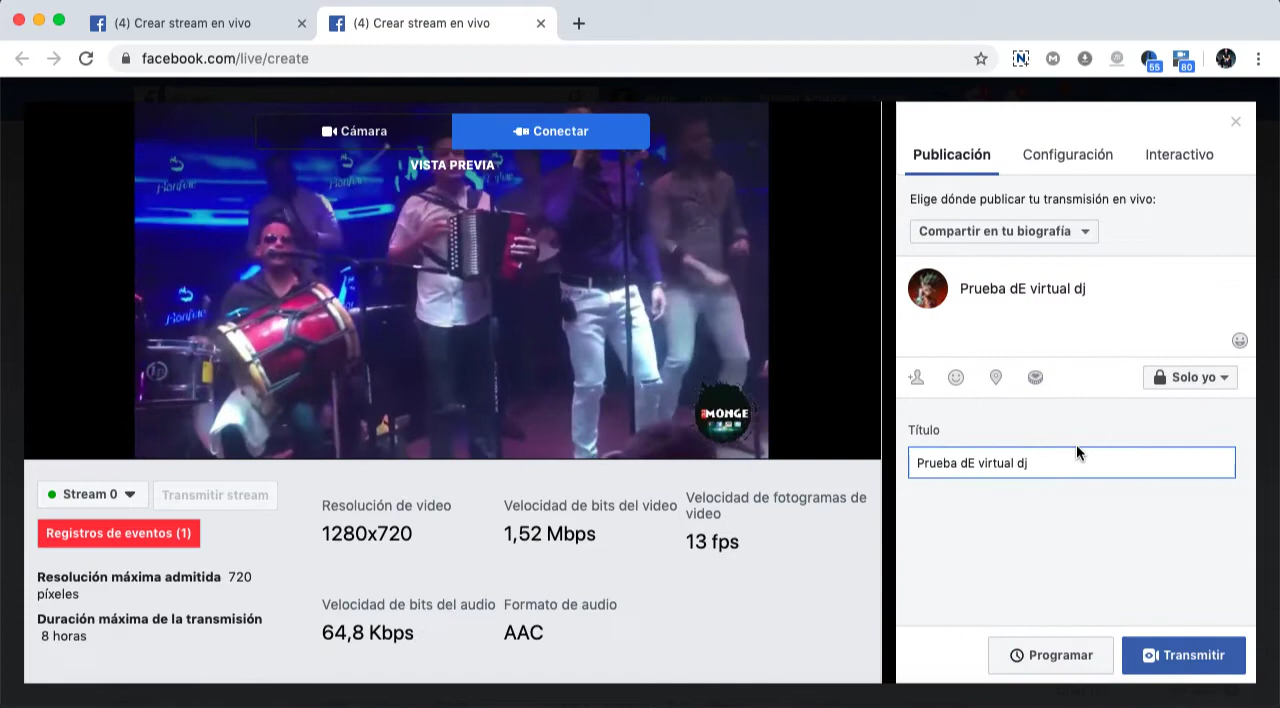 (4) Crear stream en vivo
(4) Crear stream en vivo
facebook.com/live/create
55
80
Cámara
Conectar
VISTA PREVIA
Bonfire
Bonfire
Bonfire
MONGE
Stream 0
Transmitir stream
Registros de eventos (1)
Resolución máxima admitida 720
píxeles
Duración máxima de la transmisión
8 horas
Resolución de video
1280x720
Velocidad de bits del video
1,52 Mbps
Velocidad de fotogramas de
video
13 fps
Velocidad de bits del audio
64,8 Kbps
Formato de audio
AAC
Publicación
Configuración
Interactivo
Elige dónde publicar tu transmisión en vivo:
Compartir en tu biografía
Prueba dE virtual dj
Solo yo
Título
Prueba dE virtual dj
Programar
Transmitir